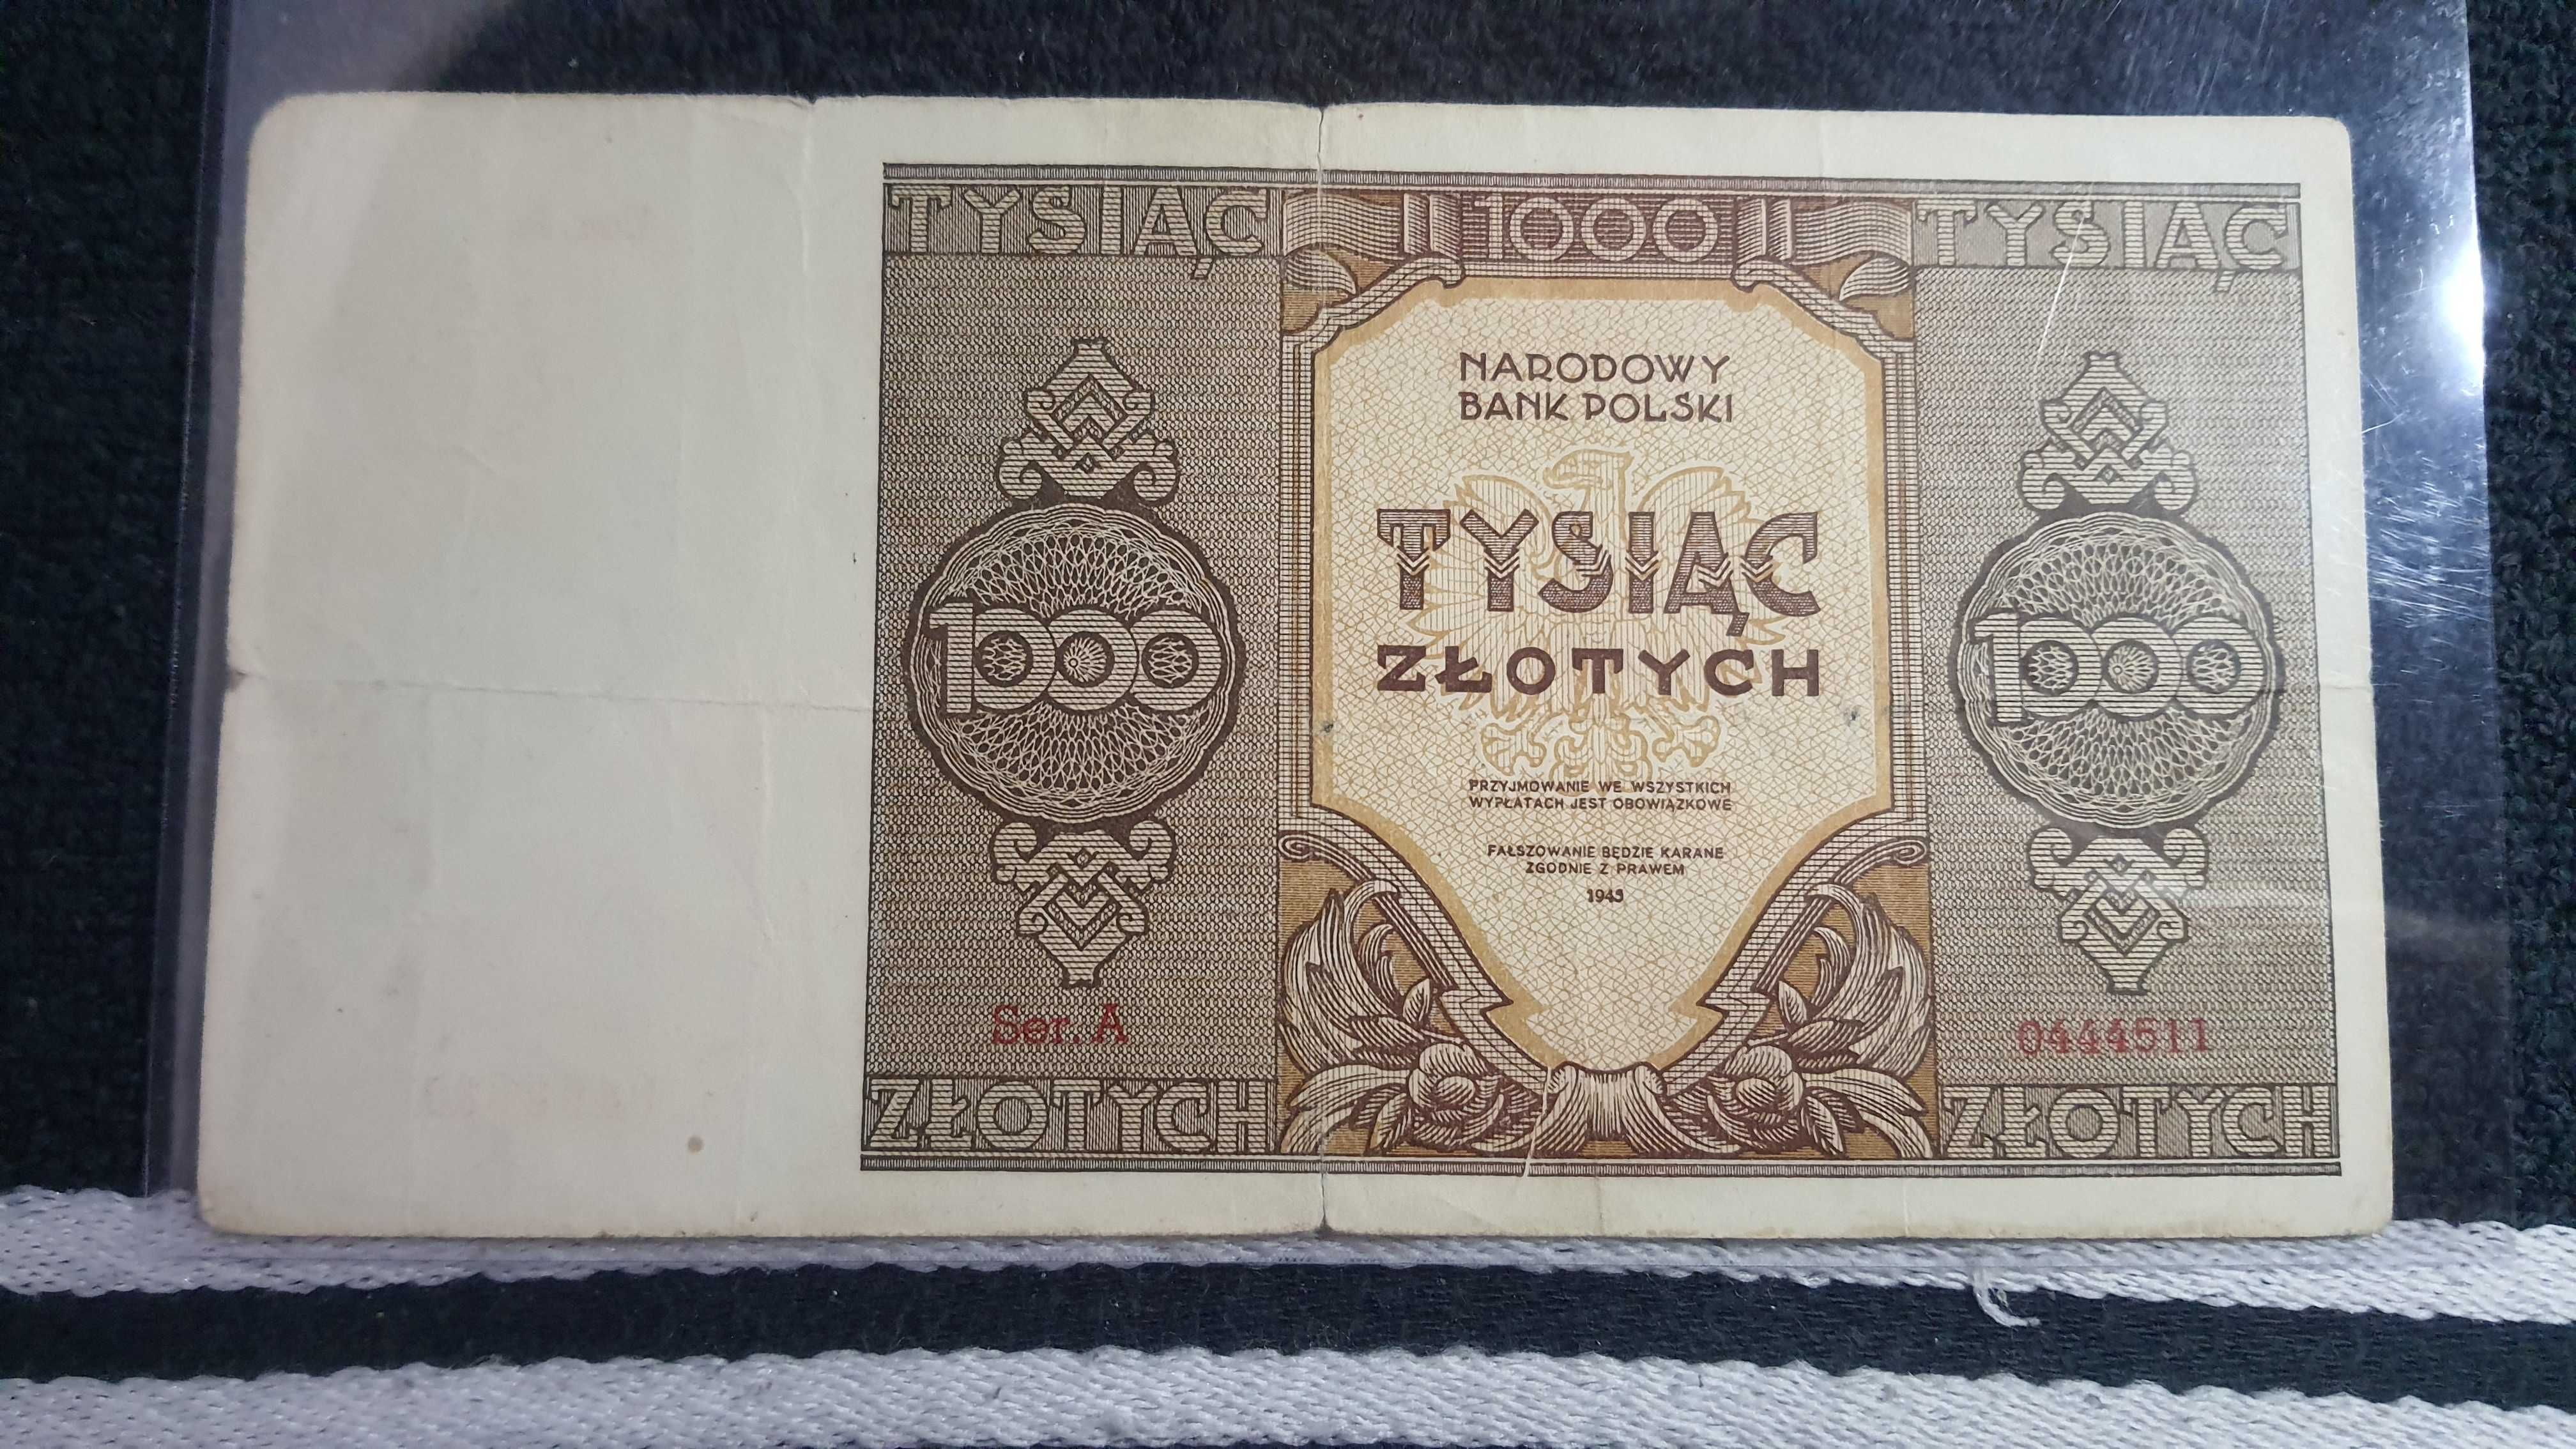 TYSIĄC 1000 TYSIĄC
NARODOWY
BANK POLSKI
TYSIĄC
ZŁOTYCH
1000 1000
PRZYJMOWANIE WE WSZYSTKICH
WYPŁATACH JEST OBOWIĄZKOWE
FAŁSZOWANIE BĘDZIE KARANE
ZGODNIE Z PRAWEM
1945
Ser. A 0444511
ZŁOTYCH ZŁOTYCH